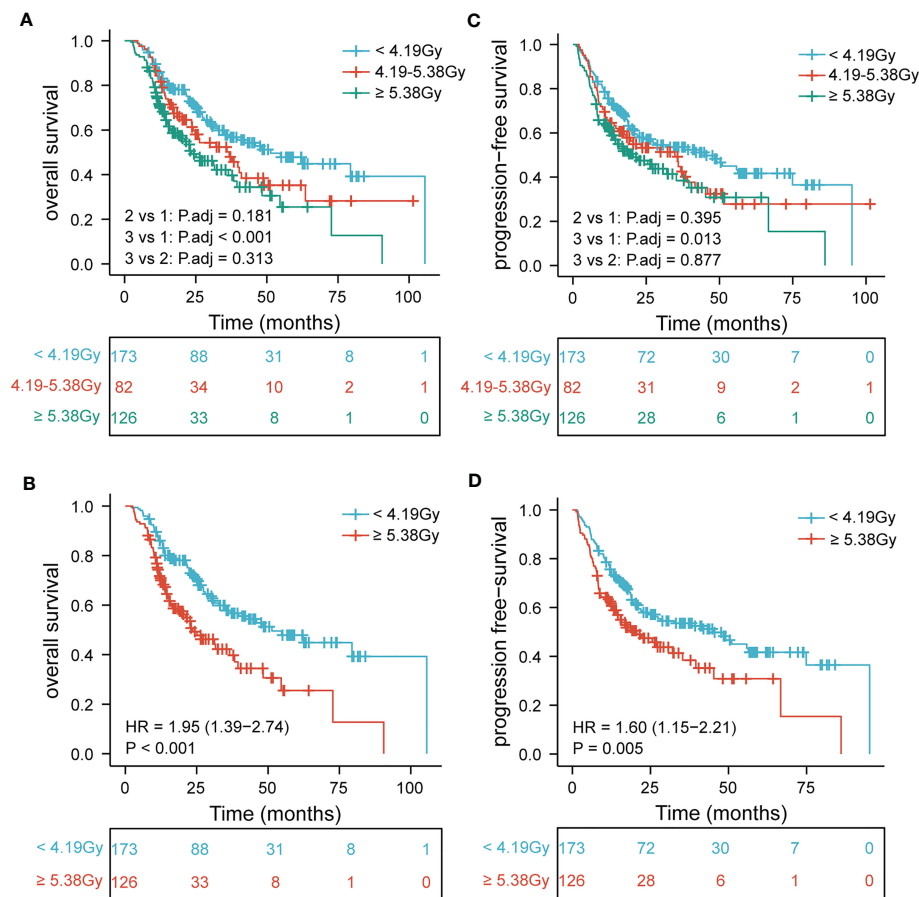 A
overall survival
1.0
0.8
0.6
0.4
0.2
0.0
< 4.19Gy
4.19-5.38Gy
≥ 5.38Gy
2 vs 1: P.adj = 0.181
3 vs 1: P.adj < 0.001
3 vs 2: P.adj = 0.313
0 25 50 75 100
Time (months)
< 4.19Gy 173 88 31 8 1
4.19-5.38Gy 82 34 10 2 1
≥ 5.38Gy 126 33 8 1 0
C
progression−free survival
1.0
0.8
0.6
0.4
0.2
0.0
< 4.19Gy
4.19-5.38Gy
≥ 5.38Gy
2 vs 1: P.adj = 0.395
3 vs 1: P.adj = 0.013
3 vs 2: P.adj = 0.877
0 25 50 75 100
Time (months)
< 4.19Gy 173 72 30 7 0
4.19-5.38Gy 82 31 9 2 1
≥ 5.38Gy 126 28 6 1 0
B
overall survival
1.0
0.8
0.6
0.4
0.2
0.0
< 4.19Gy
≥ 5.38Gy
HR = 1.95 (1.39−2.74)
P < 0.001
0 25 50 75 100
Time (months)
< 4.19Gy 173 88 31 8 1
≥ 5.38Gy 126 33 8 1 0
D
progression free−survival
1.0
0.8
0.6
0.4
0.2
0.0
< 4.19Gy
≥ 5.38Gy
HR = 1.60 (1.15−2.21)
P = 0.005
0 25 50 75
Time (months)
< 4.19Gy 173 72 30 7 0
≥ 5.38Gy 126 28 6 1 0